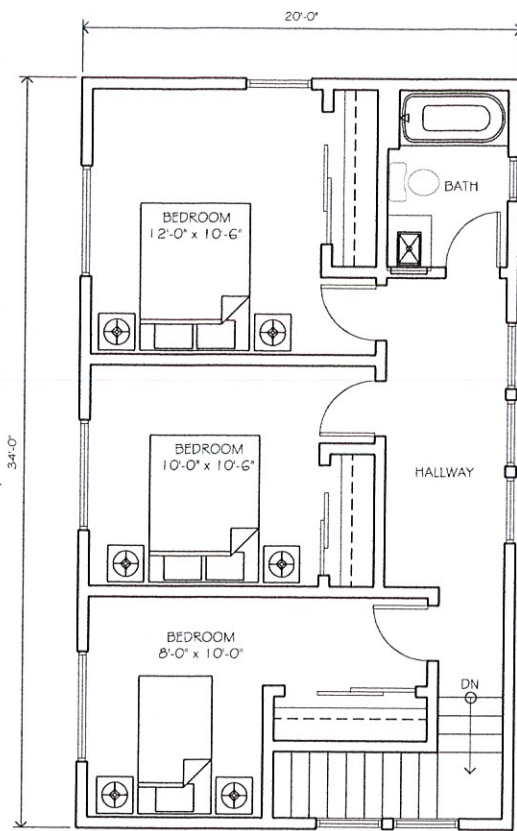 20'-0"
BATH
BEDROOM
12'-0" x 10'-6"
34'-0"
BEDROOM
10'-0" x 10'-6"
HALLWAY
BEDROOM
8'-0" x 10'-0"
DN